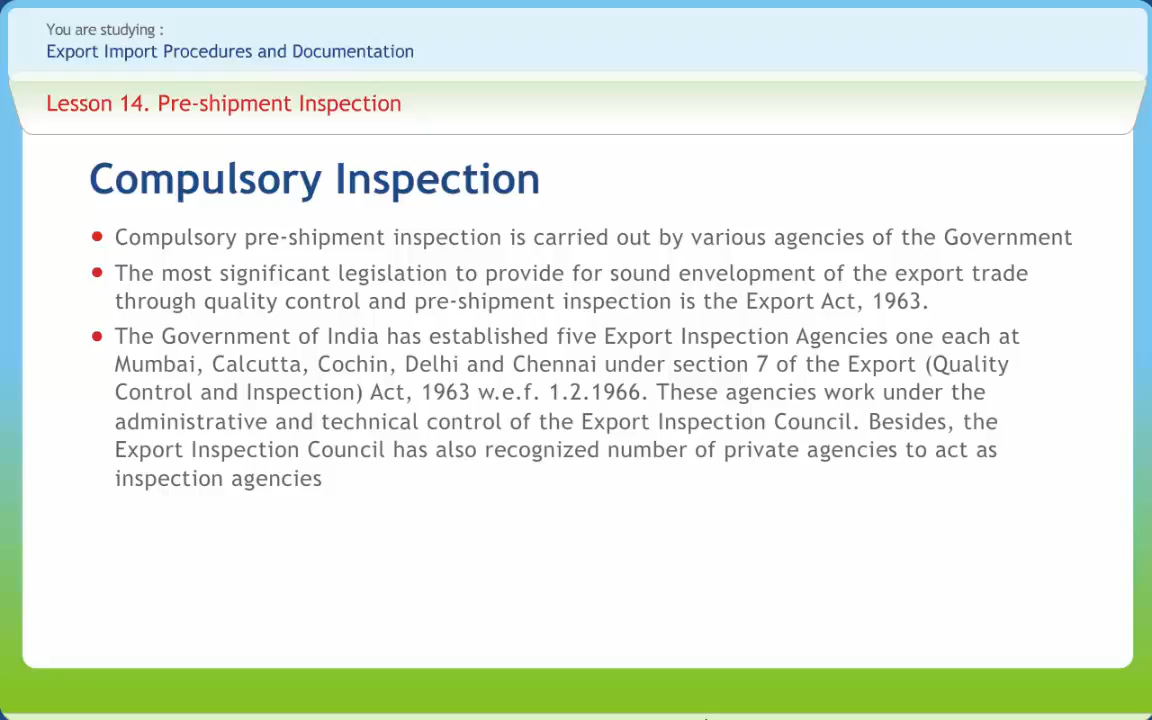 You are studying :
Export Import Procedures and Documentation
Lesson 14. Pre-shipment Inspection
Compulsory Inspection
• Compulsory pre-shipment inspection is carried out by various agencies of the Government
• The most significant legislation to provide for sound envelopment of the export trade
through quality control and pre-shipment inspection is the Export Act, 1963.
• The Government of India has established five Export Inspection Agencies one each at
Mumbai, Calcutta, Cochin, Delhi and Chennai under section 7 of the Export (Quality
Control and Inspection) Act, 1963 w.e.f. 1.2.1966. These agencies work under the
administrative and technical control of the Export Inspection Council. Besides, the
Export Inspection Council has also recognized number of private agencies to act as
inspection agencies